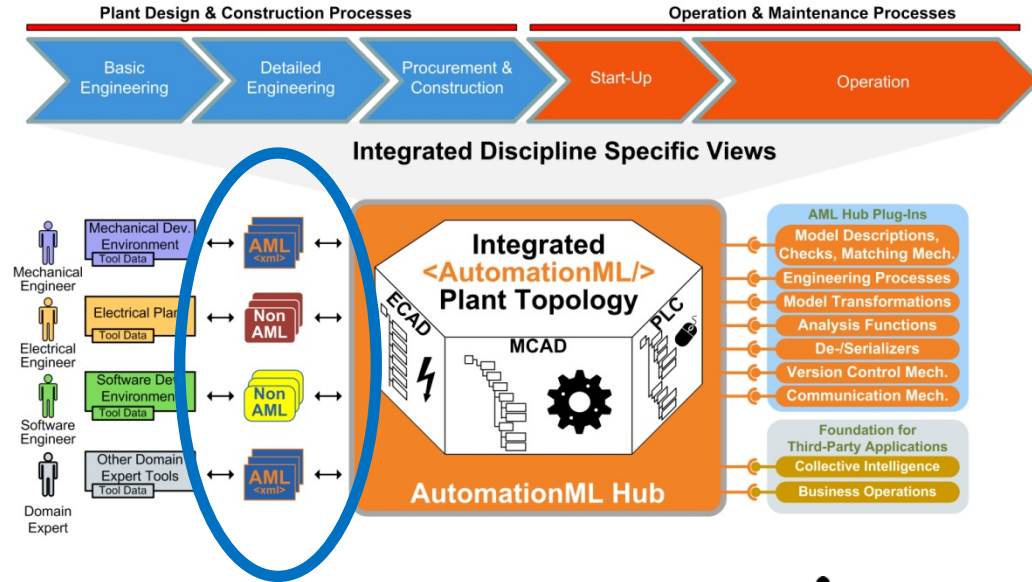 Plant Design & Construction Processes
Operation & Maintenance Processes
Basic
Engineering
Detailed
Engineering
Procurement &
Construction
Start-Up
Operation
Integrated Discipline Specific Views
Mechanical Dev.
Environment
Tool Data
Mechanical
Engineer
AML
<xml>
Electrical Plan
Tool Data
Electrical
Engineer
Non
AML
Software Dev.
Environment
Tool Data
Software
Engineer
Non
AML
Other Domain
Expert Tools
Tool Data
Domain
Expert
AML
<xml>
Integrated
<AutomationML/>
Plant Topology
ECAD
MCAD
PLC
AutomationML Hub
AML Hub Plug-Ins
Model Descriptions,
Checks, Matching Mech.
Engineering Processes
Model Transformations
Analysis Functions
De-/Serializers
Version Control Mech.
Communication Mech.
Foundation for
Third-Party Applications
Collective Intelligence
Business Operations